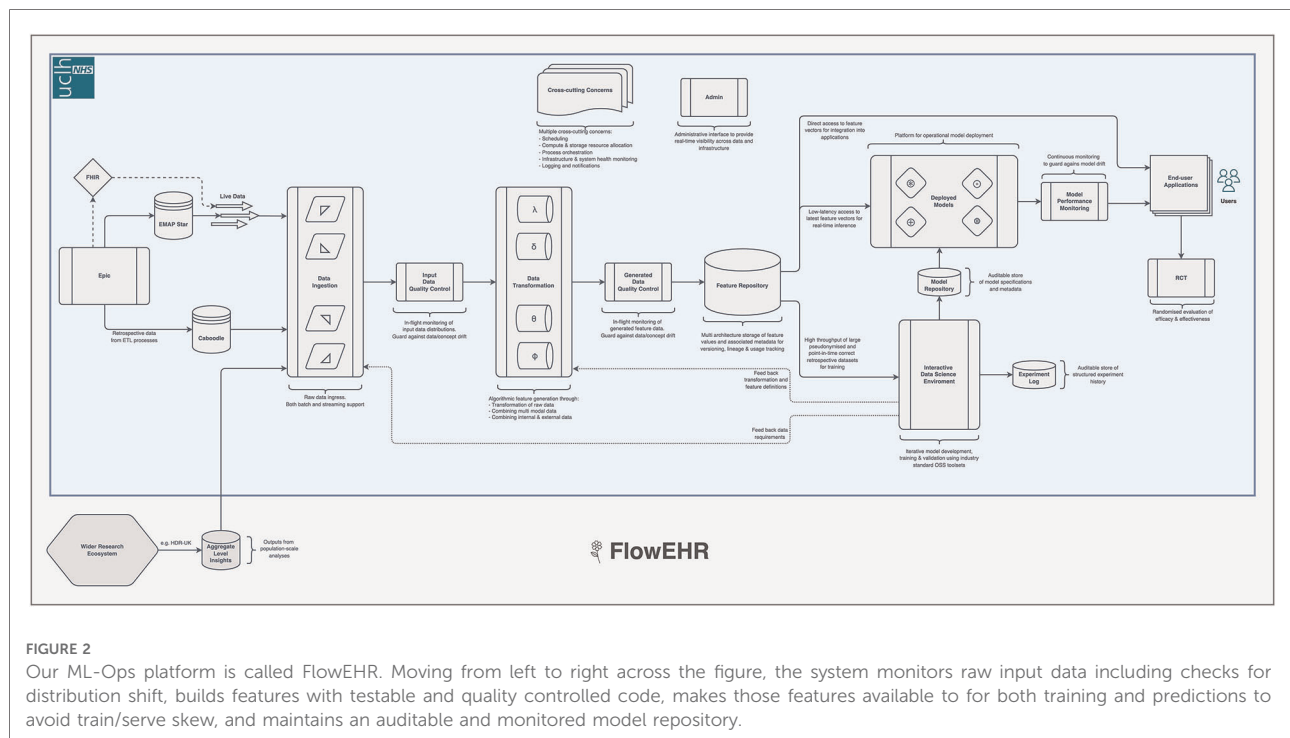 uclh
NHS
Cross-cutting Concerns
Multiple cross-cutting concerns:
- Scheduling
- Compute & storage resource allocation
- Process orchestration
- Infrastructure & system health monitoring
- Logging and notifications
Admin
Administrative interface to provide
real-time visibility across data and
infrastructure
Direct access to feature
vectors for integration into
applications
Platform for operational model deployment
Continuous monitoring
to guard agains model drift
FHIR
Live Data
EMAP Star
Epic
Retrospective data
from ETL processes
Caboodle
Data
Ingestion
Raw data ingress.
Both batch and streaming support
Input
Data
Quality Control
In-flight monitoring of
input data distributions.
Guard against data/concept drift
λ
δ
Data
Transformation
θ
φ
Algorithmic feature generation through:
- Transformation of raw data
- Combining multi modal data
- Combining internal & external data
Generated
Data
Quality Control
In-flight monitoring of
generated feature data.
Guard against data/concept drift
Feature Repository
Multi architecture storage of feature
values and associated metadata for
versioning, lineage & usage tracking
Low-latency access to
latest feature vectors for
real-time inference
High throughput of large
pseudonymised and
point-in-time correct
retrospective datasets
for training
Deployed
Models
Model
Performance
Monitoring
End-user
Applications
Users
RCT
Randomised evaluation of
efficacy & effectiveness
Model
Repository
Auditable store
of model specifications
and metadata
Interactive
Data Science
Enviroment
Experiment
Log
Auditable store of
structured experiment
history
Iterative model development,
training & validation using industry
standard OSS toolsets
Feed back
transformation and
feature definitions
Feed back data
requirements
Wider Research
Ecosystem
e.g. HDR-UK
Aggregate
Level
Insights
Outputs from
population-scale
analyses
FlowEHR
FIGURE 2
Our ML-Ops platform is called FlowEHR. Moving from left to right across the figure, the system monitors raw input data including checks for
distribution shift, builds features with testable and quality controlled code, makes those features available to for both training and predictions to
avoid train/serve skew, and maintains an auditable and monitored model repository.